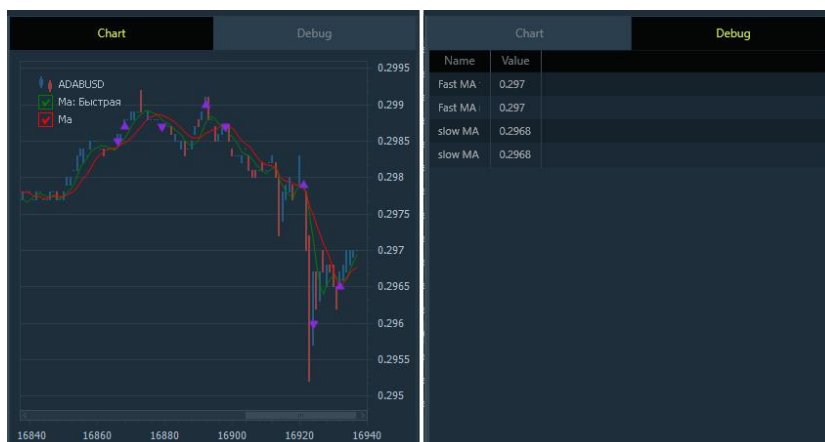 Chart
Debug
ADABUSD
Ma: Быстрая
Ma
0.2995
0.299
0.2985
0.298
0.2975
0.297
0.2965
0.296
0.2955
0.295
16840
16860
16880
16900
16920
16940
Chart
Debug
Name Value
Fast MA 0.297
Fast MA 0.297
slow MA 0.2968
slow MA 0.2968